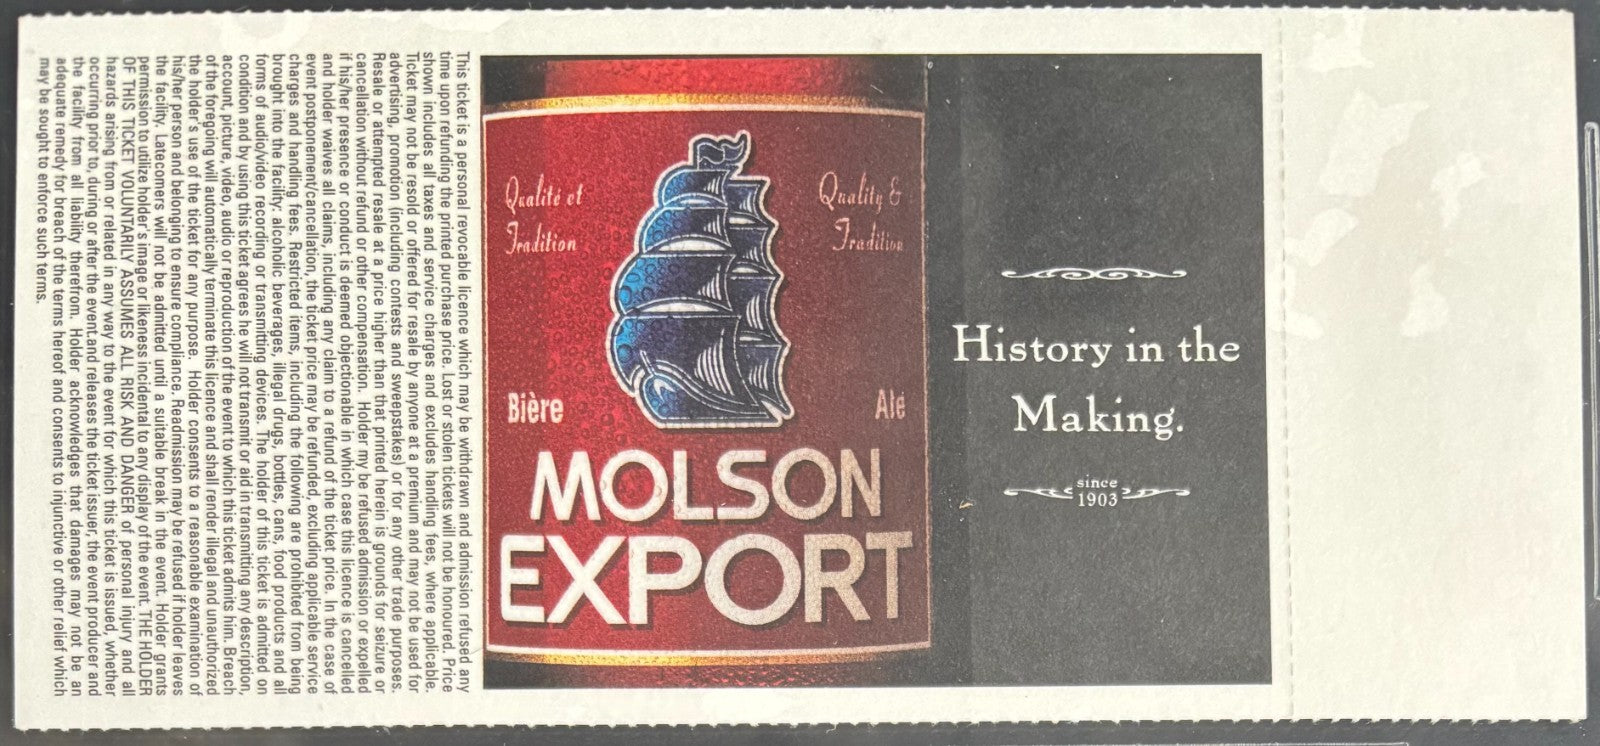 This ticket is a personal revocable licence which may be withdrawn and admission refused any
time upon refunding the printed purchase price. Lost or stolen tickets will not be honoured. Price
shown includes all taxes and service charges and excludes handling fees, where applicable.
Ticket may not be resold or offered for resale by anyone at a premium and may not be used for
advertising, promotion (including contests and sweepstakes) or for any other trade purposes.
Resale or attempted resale at a price higher than that printed herein is grounds for seizure or
cancellation without refund or other compensation. Holder my be refused admission or expelled
if his/her presence or conduct is deemed objectionable in which case this licence is cancelled
and holder waives all claims, including any claim to a refund of the ticket price. In the case of
event postponement/cancellation, the ticket price may be refunded, excluding applicable service
charges and handling fees. Restricted items, including the following are prohibited from being
brought into the facility: alcoholic beverages, illegal drugs, bottles, cans, food products and all
forms of audio/video recording or transmitting devices. The holder of this ticket is admitted on
condition and by using this ticket agrees he will not transmit or aid in transmitting any description,
account, picture, video, audio or reproduction of the event to which this ticket admits him. Breach
of the foregoing will automatically terminate this licence and shall render illegal and unauthorized
the holder's use of the ticket for any purpose. Holder consents to a reasonable examination of
his/her person and belonging to ensure compliance. Readmission may be refused if holder leaves
the facility. Latecomers will not be admitted until a suitable break in the event. Holder grants
permission to utilize holder's image or likeness incidental to any display of the event. THE HOLDER
OF THIS TICKET VOLUNTARILY ASSUMES ALL RISK AND DANGER of personal injury and all
hazards arising from or related in any way to the event for which this ticket is issued, whether
occurring prior to, during or after the event,and releases the ticket issuer, the event producer and
the facility from all liability therefrom. Holder acknowledges that damages may not be an
adequate remedy for breach of the terms hereof and consents to injunctive or other relief which
may be sought to enforce such terms.
Qualité et
Tradition
Quality &
Tradition
Bière
Ale
MOLSON
EXPORT
History in the
Making.
since
1903